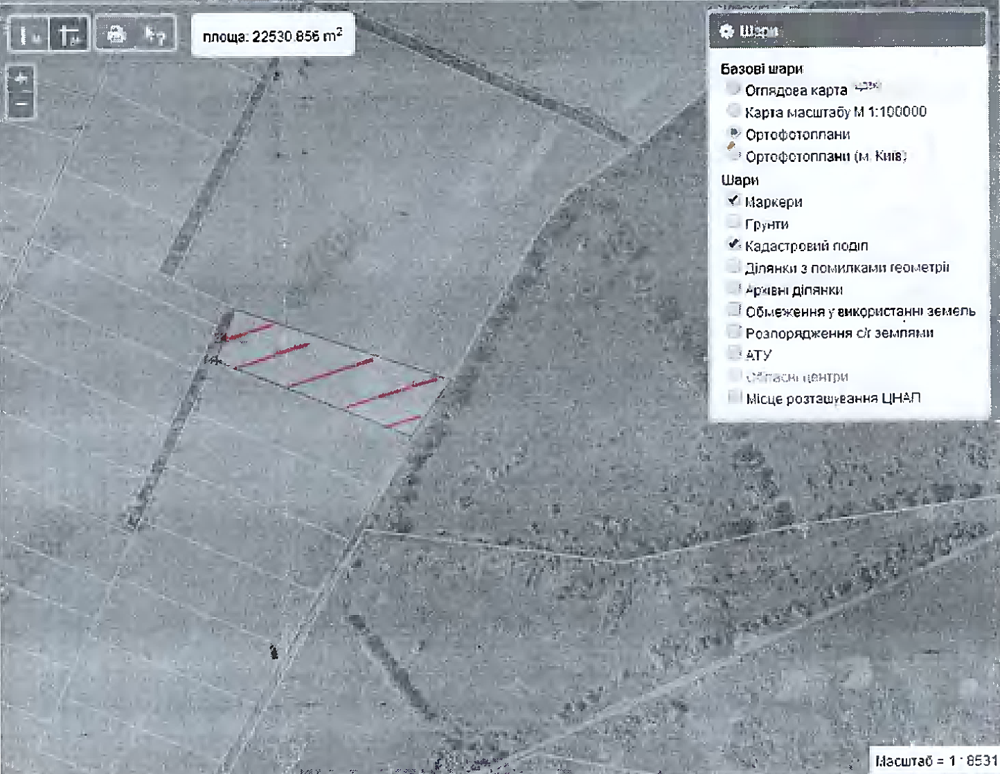 площа: 22530.856 m²
+
−
Шари
Базові шари
Оглядова карта
Карта масштабу М 1:100000
Ортофотоплани
Ортофотоплани (м. Київ)
Шари
Маркери
Грунти
Кадастровий поділ
Ділянки з помилками геометрії
Архівні ділянки
Обмеження у використанні земель
Розпорядження с/г землями
АТУ
Обласні центри
Місце розташування ЦНАП
Масштаб = 1 : 8531